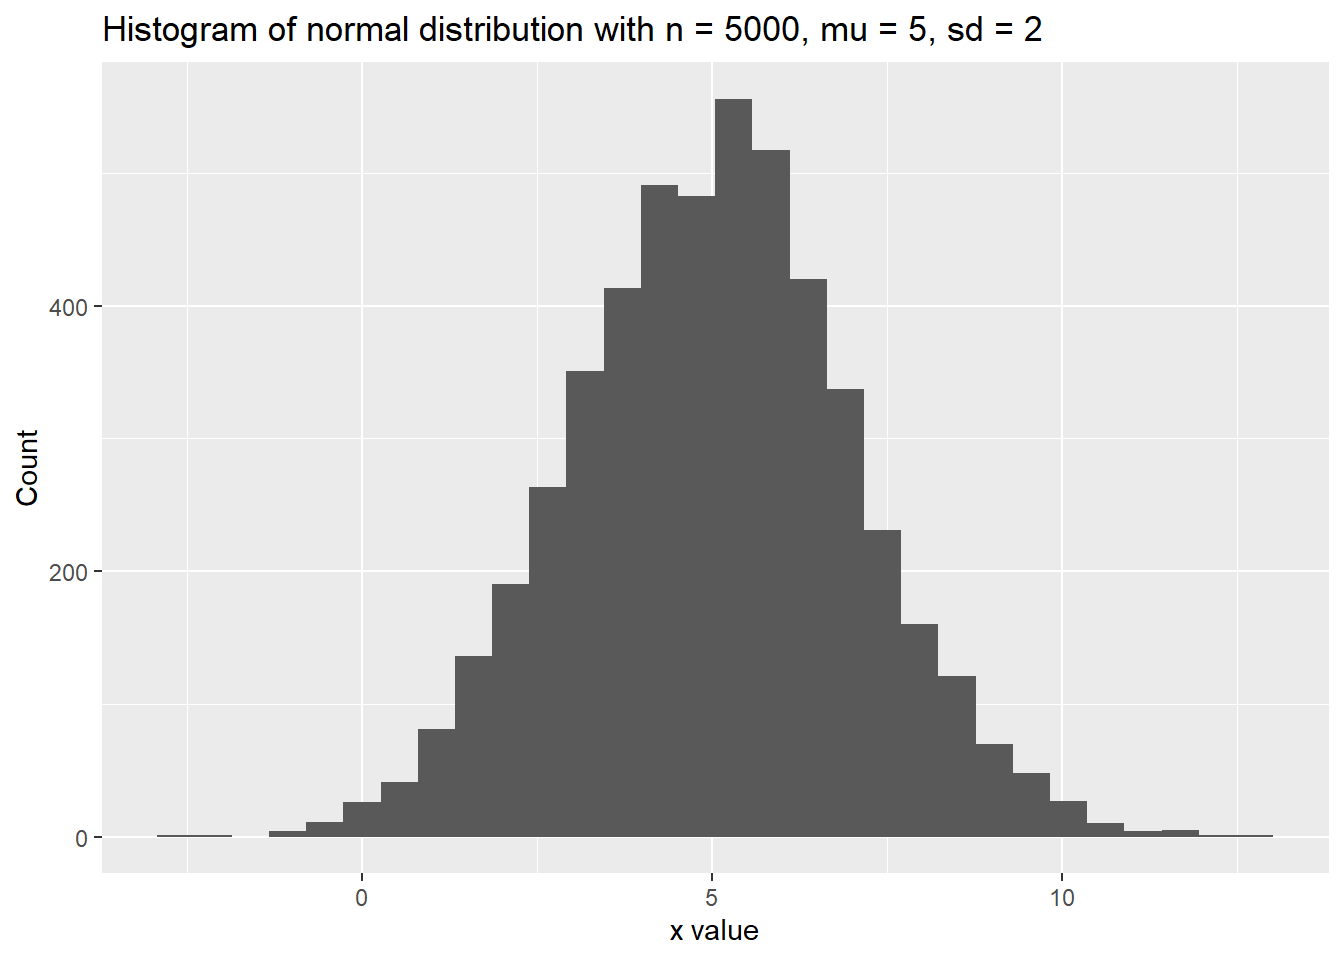 Histogram of normal distribution with n = 5000, mu = 5, sd = 2
Count
400
200
0
0 5 10
x value